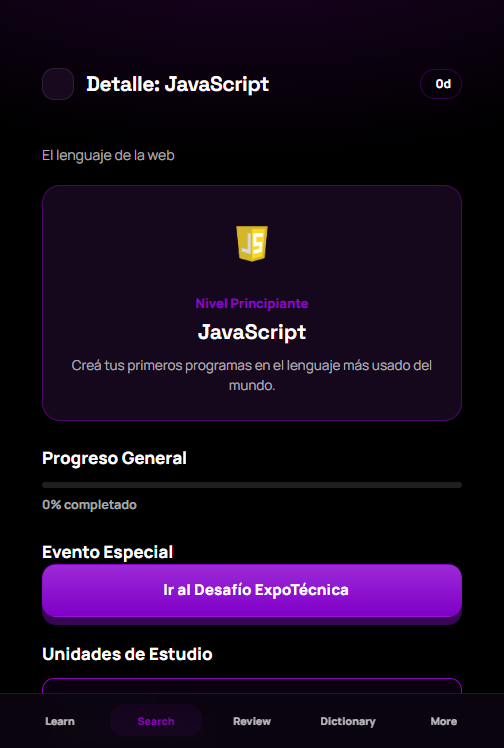 Detalle: JavaScript
0d
El lenguaje de la web
JS
Nivel Principiante
JavaScript
Creá tus primeros programas en el lenguaje más usado del
mundo.
Progreso General
0% completado
Evento Especial
Ir al Desafío ExpoTécnica
Unidades de Estudio
Learn
Search
Review
Dictionary
More